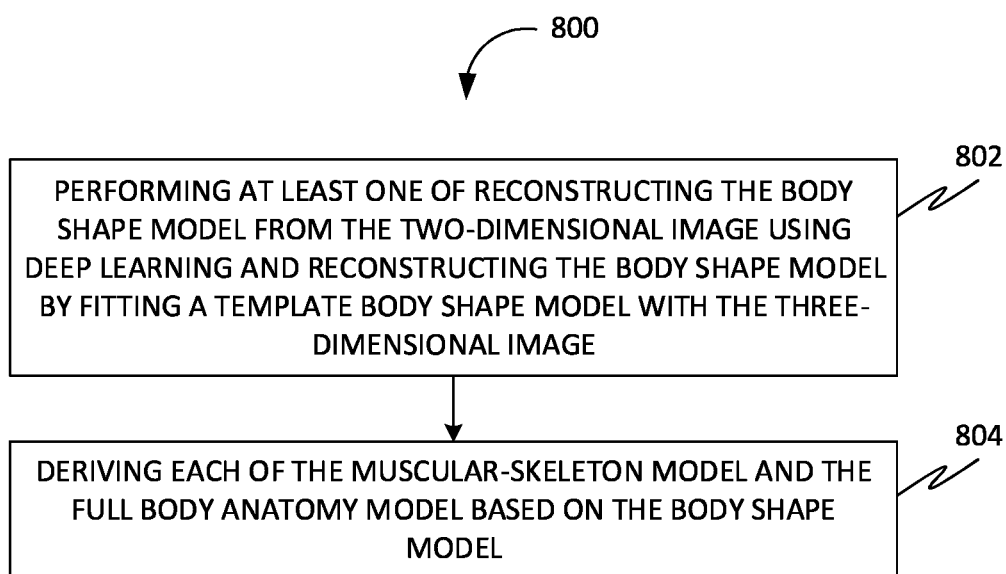 800
802
PERFORMING AT LEAST ONE OF RECONSTRUCTING THE BODY
SHAPE MODEL FROM THE TWO-DIMENSIONAL IMAGE USING
DEEP LEARNING AND RECONSTRUCTING THE BODY SHAPE MODEL
BY FITTING A TEMPLATE BODY SHAPE MODEL WITH THE THREE-
DIMENSIONAL IMAGE
804
DERIVING EACH OF THE MUSCULAR-SKELETON MODEL AND THE
FULL BODY ANATOMY MODEL BASED ON THE BODY SHAPE
MODEL